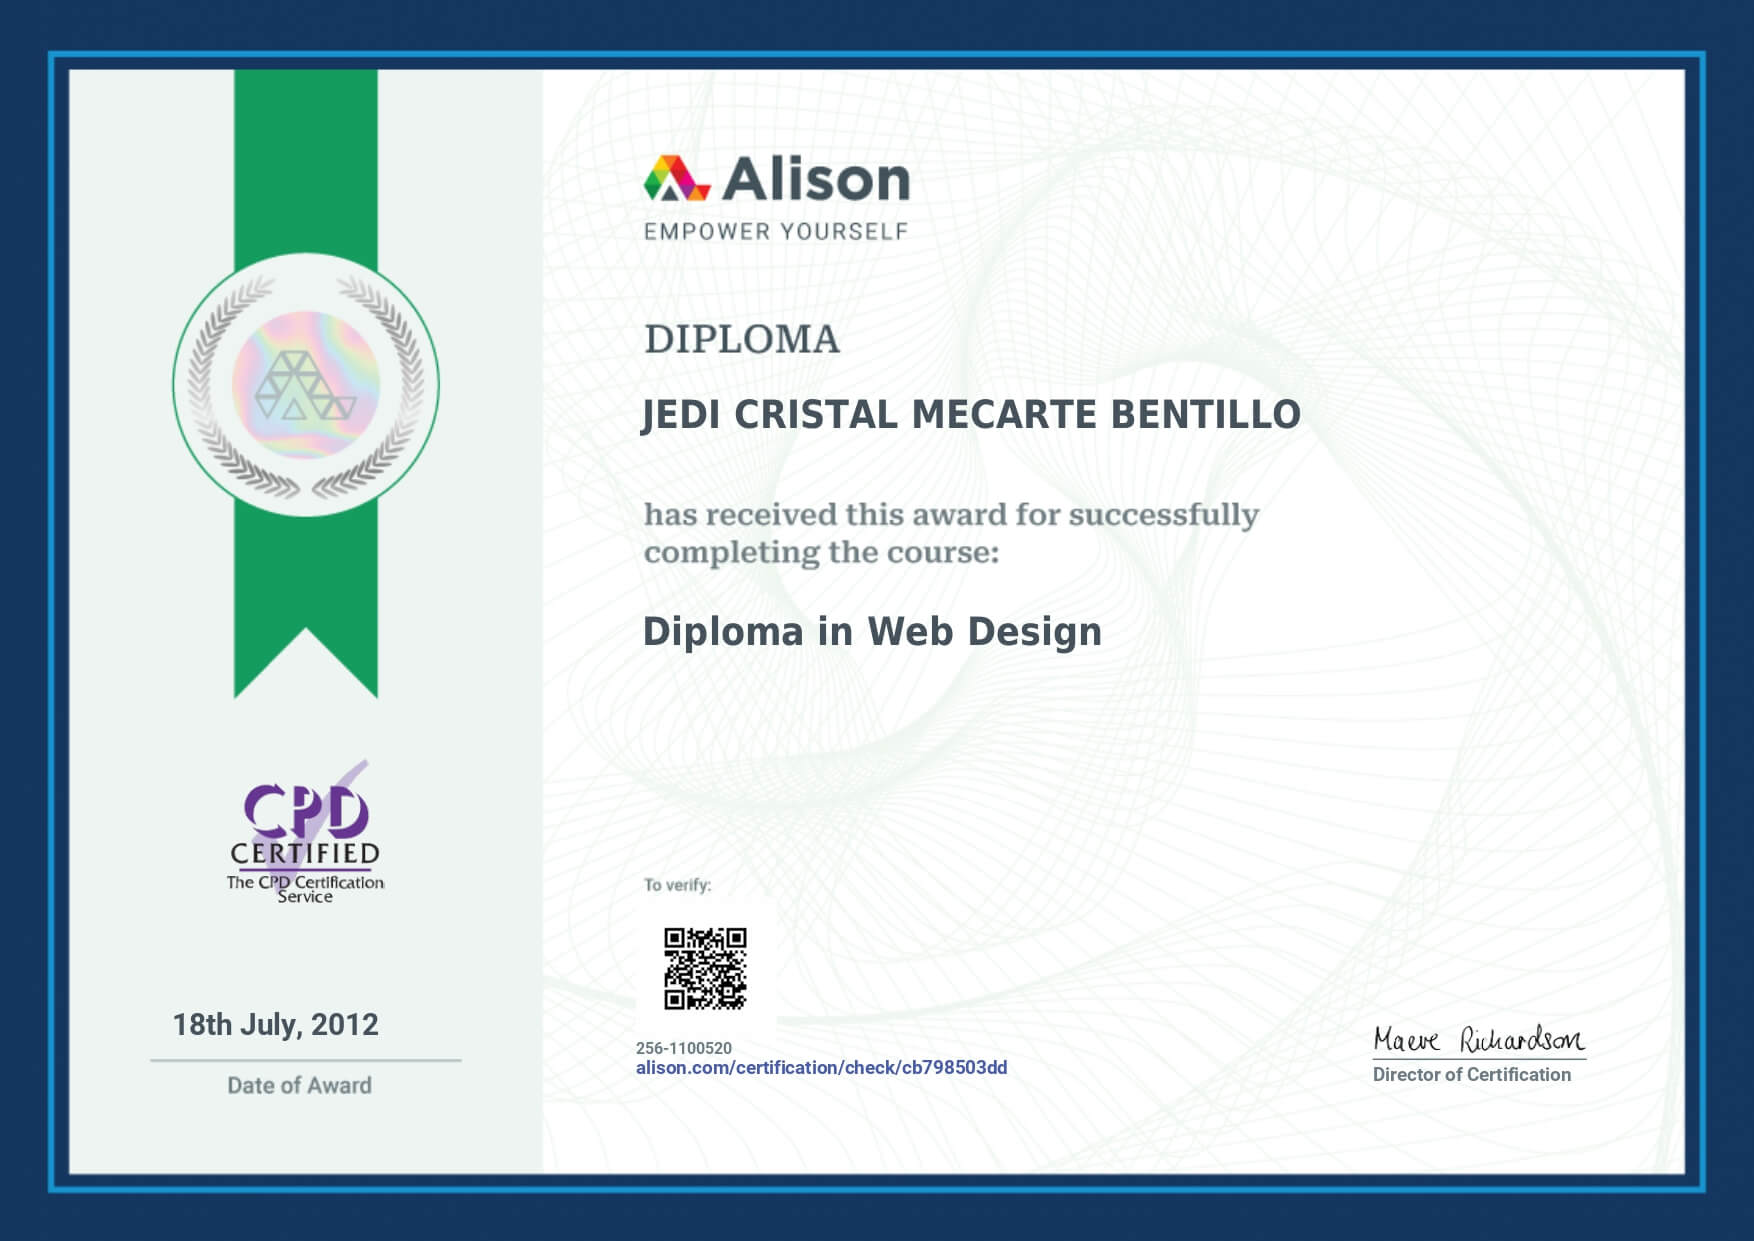 Alison
EMPOWER YOURSELF
DIPLOMA
JEDI CRISTAL MECARTE BENTILLO
has received this award for successfully
completing the course:
Diploma in Web Design
CPD
CERTIFIED
The CPD Certification
Service
18th July, 2012
Date of Award
To verify:
256-1100520
alison.com/certification/check/cb798503dd
Maeve Richardson
Director of Certification